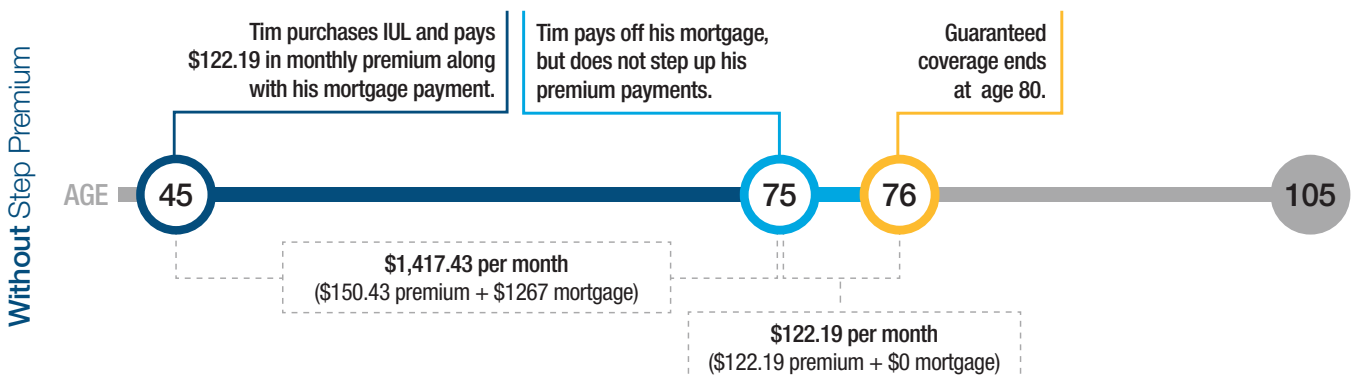 Without Step Premium
Tim purchases IUL and pays
$122.19 in monthly premium along
with his mortgage payment.
Tim pays off his mortgage,
but does not step up his
premium payments.
Guaranteed
coverage ends
at age 80.
AGE
45
75
76
105
$1,417.43 per month
($150.43 premium + $1267 mortgage)
$122.19 per month
($122.19 premium + $0 mortgage)